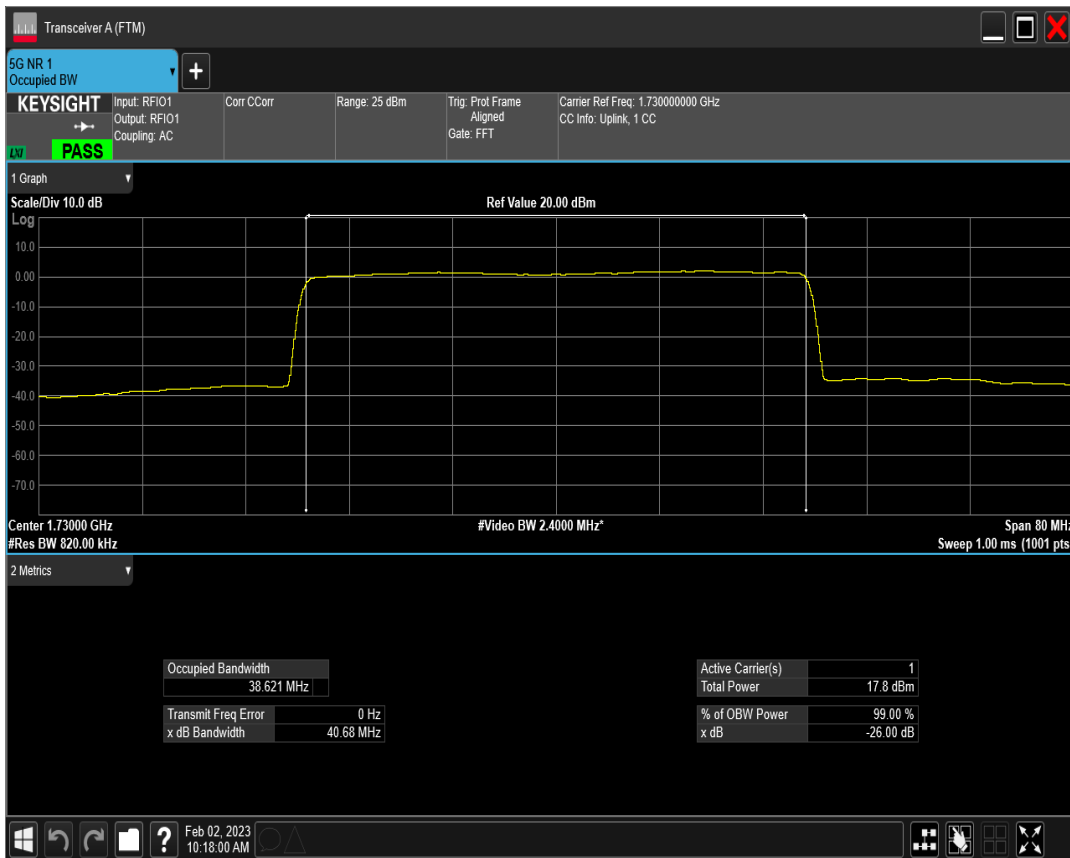 Transceiver A (FTM)
5G NR 1
Occupied BW
+
KEYSIGHT
LXI
PASS
Input: RFIO1
Output: RFIO1
Coupling: AC
Corr CCorr
Range: 25 dBm
Trig: Prot Frame
Aligned
Gate: FFT
Carrier Ref Freq: 1.730000000 GHz
CC Info: Uplink, 1 CC
1 Graph
Scale/Div 10.0 dB
Ref Value 20.00 dBm
Log
10.0
0.00
-10.0
-20.0
-30.0
-40.0
-50.0
-60.0
-70.0
Center 1.73000 GHz
#Video BW 2.4000 MHz*
Span 80 MHz
#Res BW 820.00 kHz
Sweep 1.00 ms (1001 pts
2 Metrics
Occupied Bandwidth
38.621 MHz
Transmit Freq Error 0 Hz
x dB Bandwidth 40.68 MHz
Active Carrier(s) 1
Total Power 17.8 dBm
% of OBW Power 99.00 %
x dB -26.00 dB
?
Feb 02, 2023
10:18:00 AM